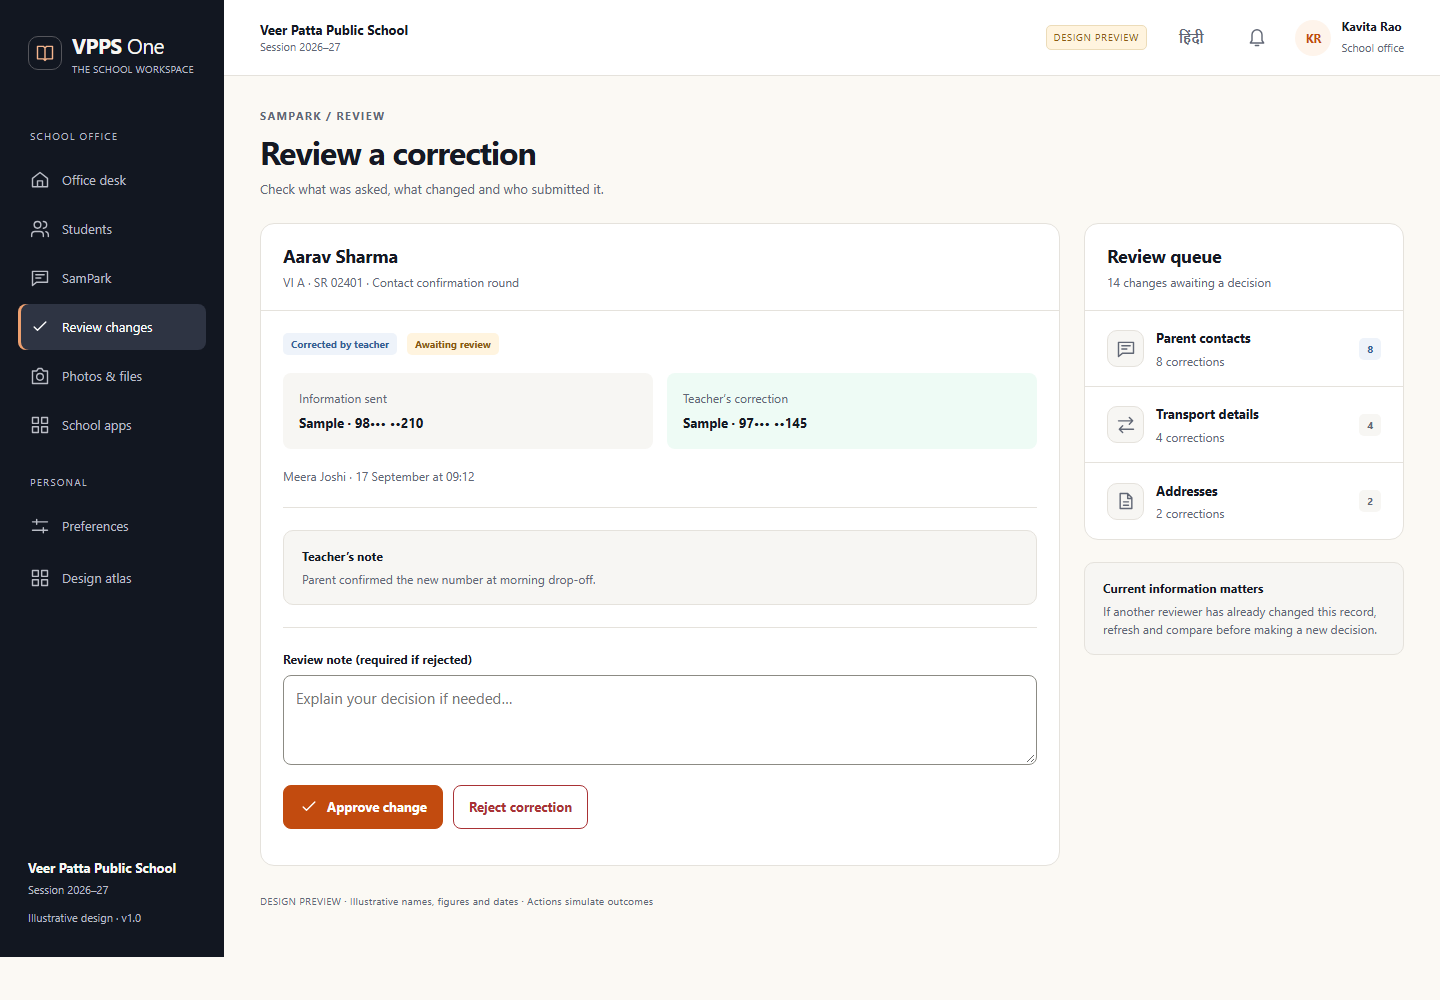 VPPS One
THE SCHOOL WORKSPACE
SCHOOL OFFICE
Office desk
Students
SamPark
Review changes
Photos & files
School apps
PERSONAL
Preferences
Design atlas
Veer Patta Public School
Session 2026–27
Illustrative design · v1.0
Veer Patta Public School
Session 2026–27
DESIGN PREVIEW
हिंदी
KR
Kavita Rao
School office
SAMPARK / REVIEW
Review a correction
Check what was asked, what changed and who submitted it.
Aarav Sharma
VI A · SR 02401 · Contact confirmation round
Corrected by teacher
Awaiting review
Information sent
Sample · 98••• ••210
Teacher's correction
Sample · 97••• ••145
Meera Joshi · 17 September at 09:12
Teacher’s note
Parent confirmed the new number at morning drop-off.
Review note (required if rejected)
Explain your decision if needed…
Approve change
Reject correction
Review queue
14 changes awaiting a decision
Parent contacts
8 corrections
8
Transport details
4 corrections
4
Addresses
2 corrections
2
Current information matters
If another reviewer has already changed this record,
refresh and compare before making a new decision.
DESIGN PREVIEW · Illustrative names, figures and dates · Actions simulate outcomes